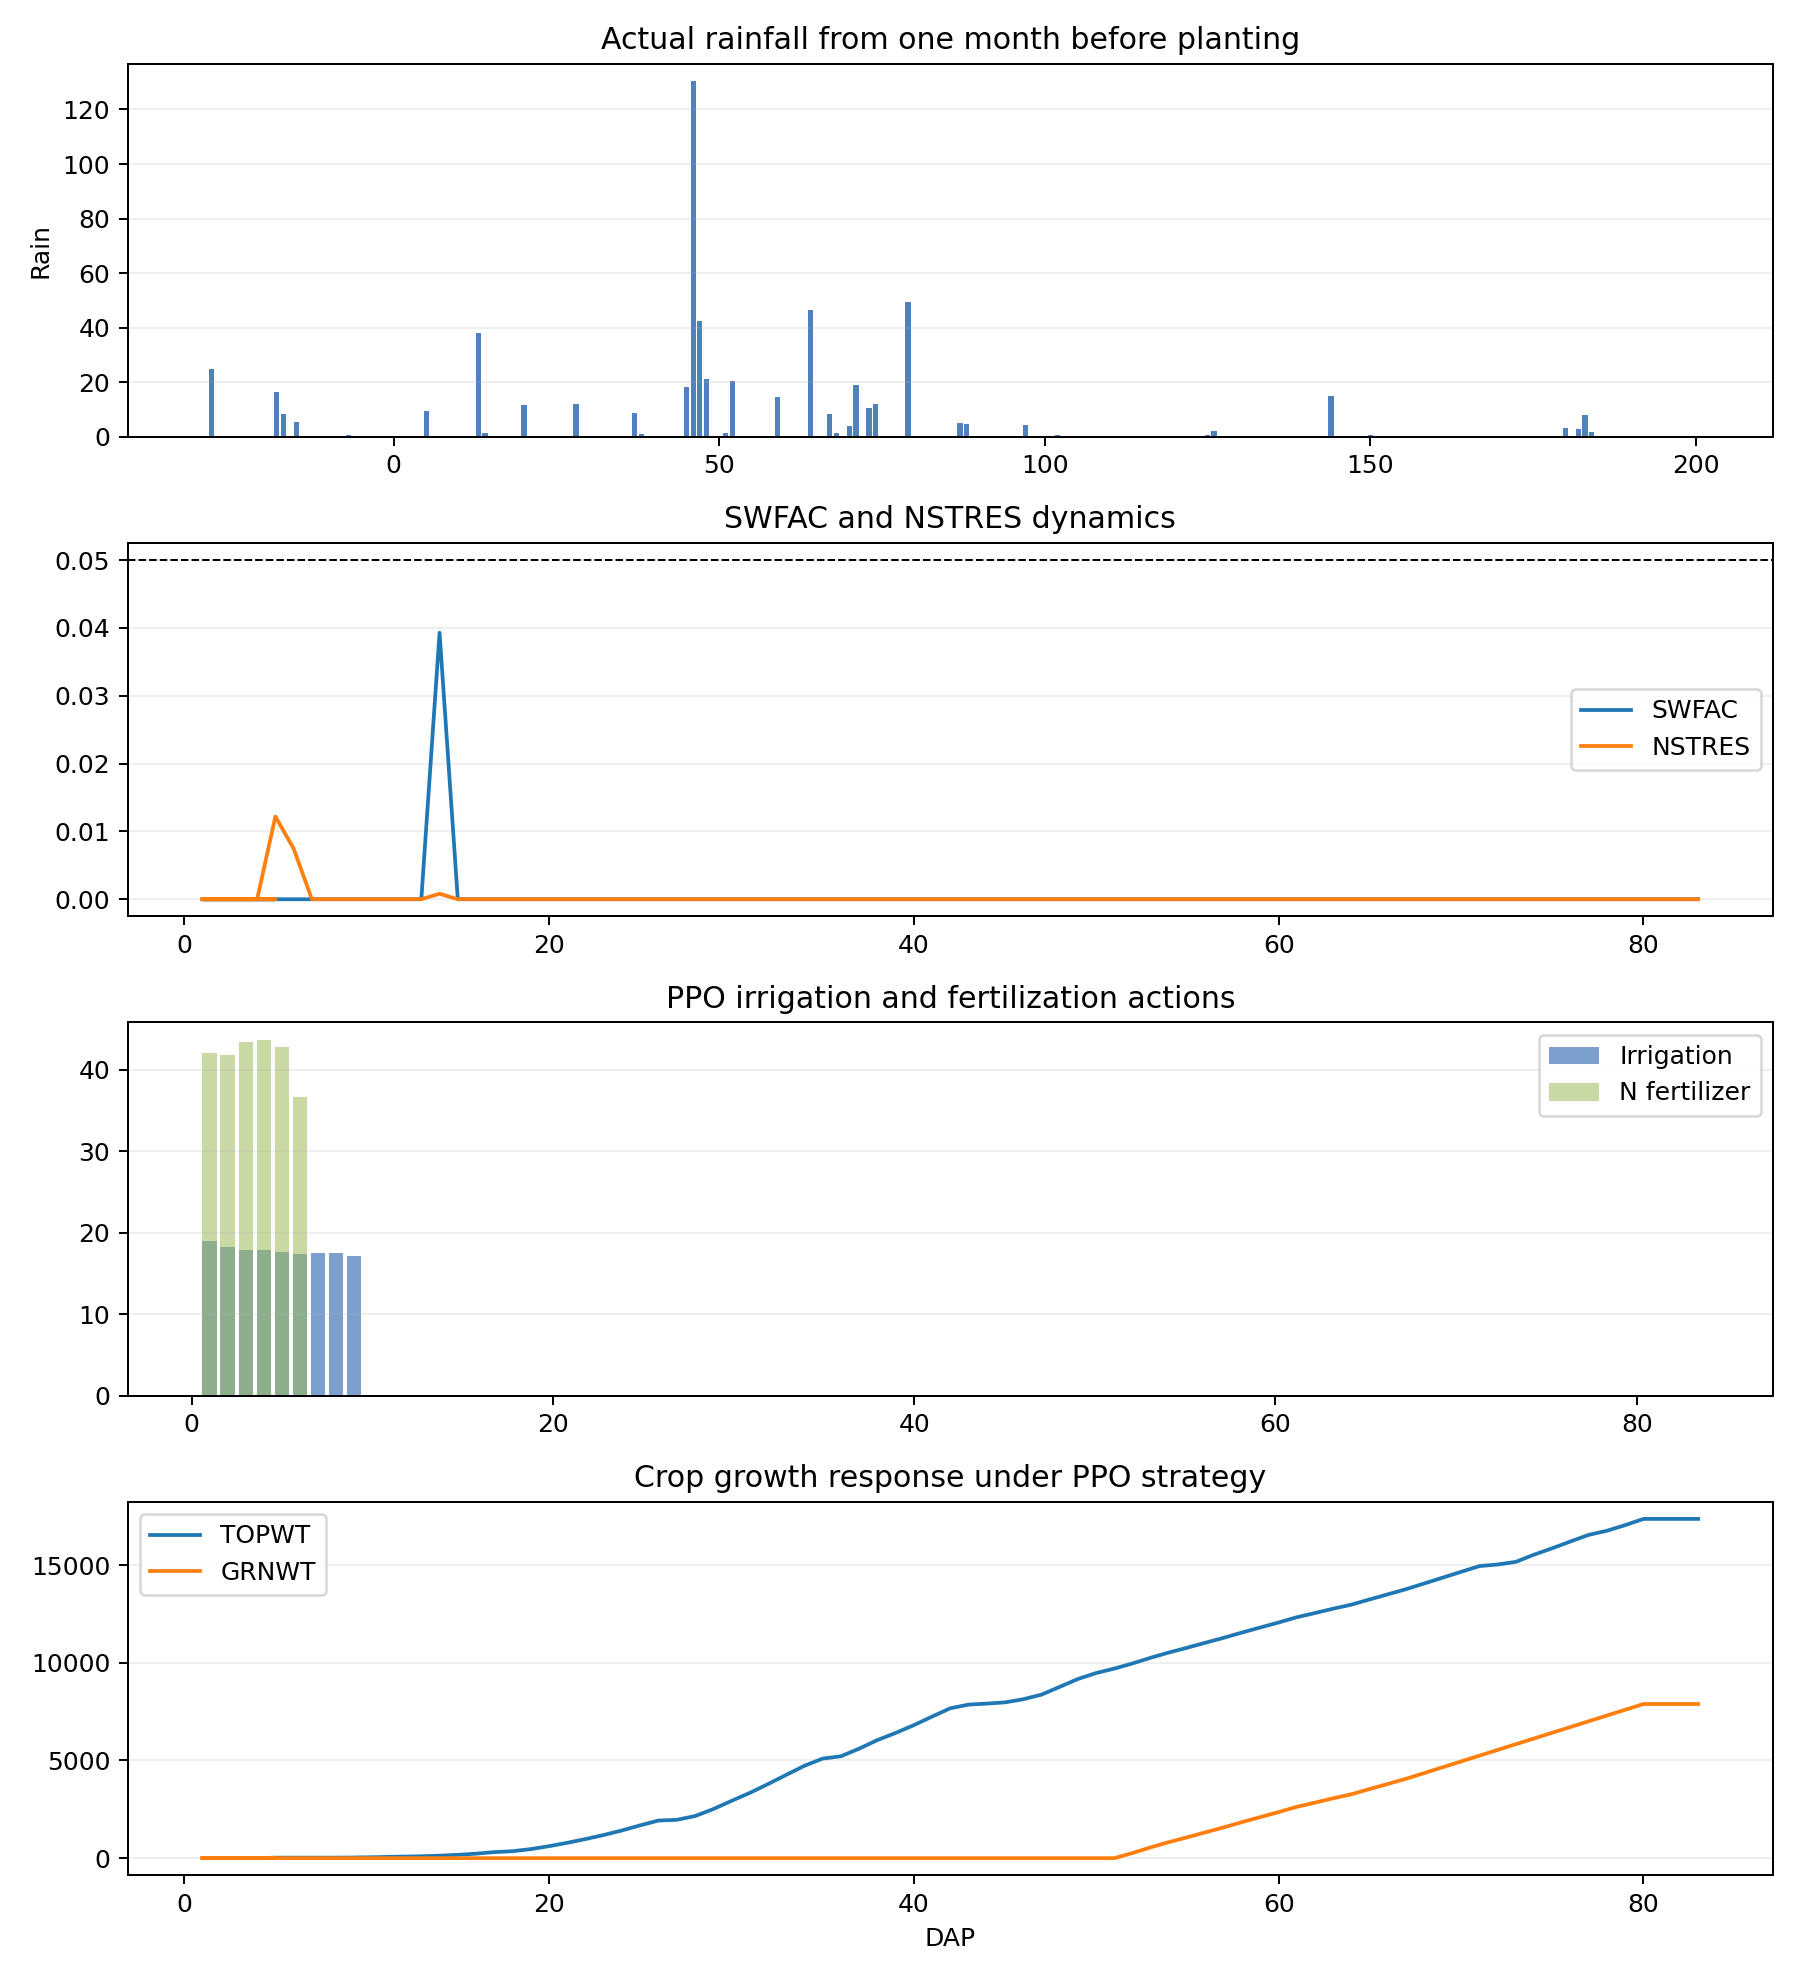 Actual rainfall from one month before planting
120
100
80
60
40
20
0
Rain
0 50 100 150 200
SWFAC and NSTRES dynamics
0.05
0.04
0.03
0.02
0.01
0.00
SWFAC
NSTRES
0 20 40 60 80
PPO irrigation and fertilization actions
40
30
20
10
0
Irrigation
N fertilizer
0 20 40 60 80
Crop growth response under PPO strategy
15000
10000
5000
0
TOPWT
GRNWT
0 20 40 60 80
DAP